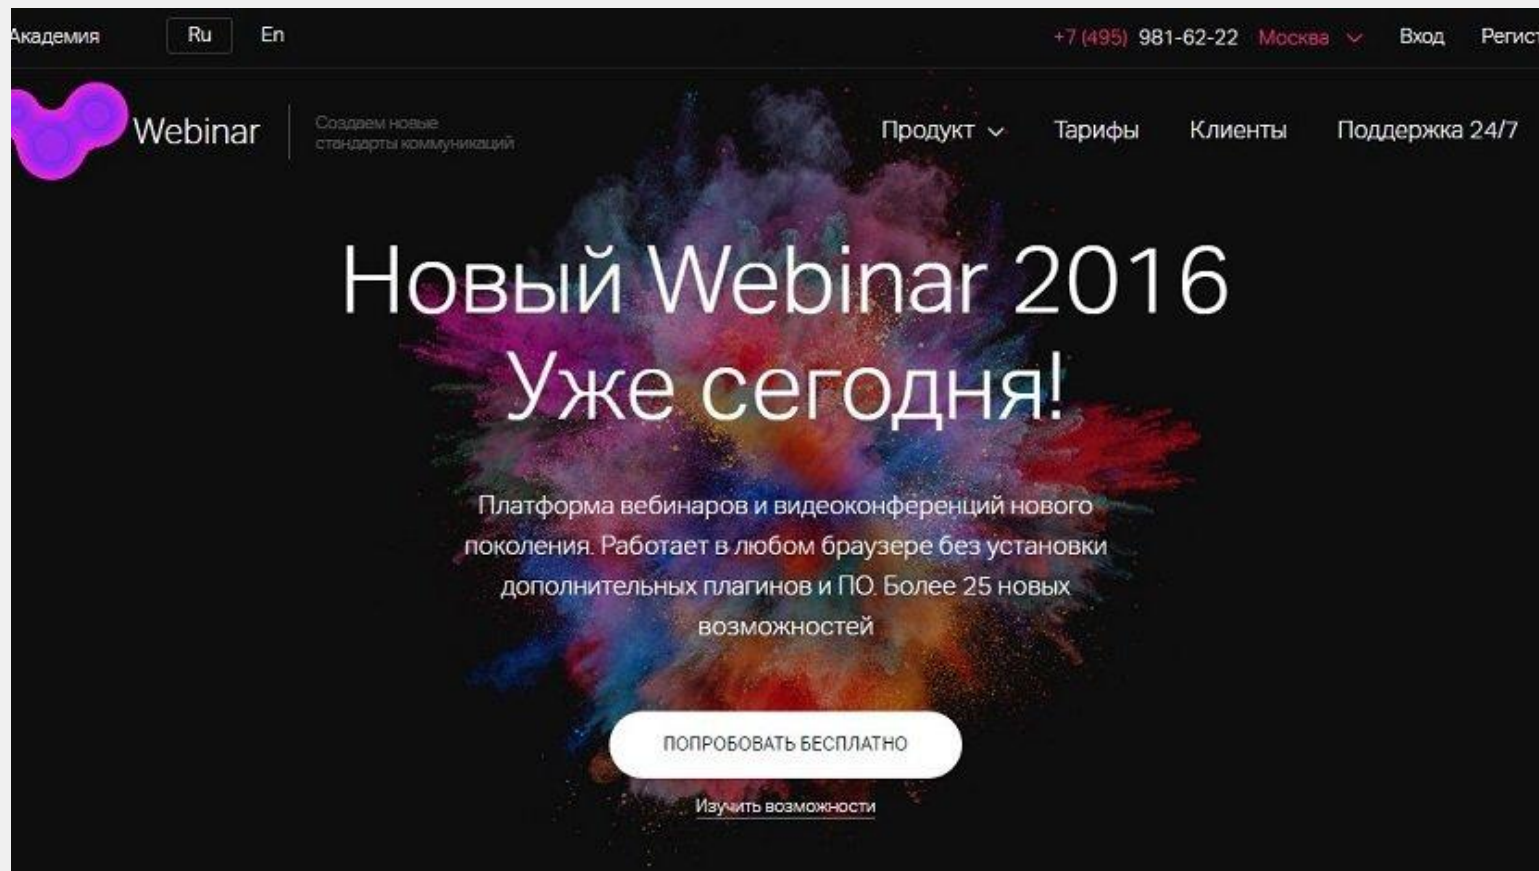 Академия Ru En +7 (495) 981-62-22 Москва Вход
Webinar
Создаем новые
стандарты коммуникаций
Продукт Тарифы Клиенты Поддержка 24/7
Новый Webinar 2016
Уже сегодня!
Платформа вебинаров и видеоконференций нового
поколения. Работает в любом браузере без установки
дополнительных плагинов и ПО. Более 25 новых
возможностей
ПОПРОБОВАТЬ БЕСПЛАТНО
Изучить возможности